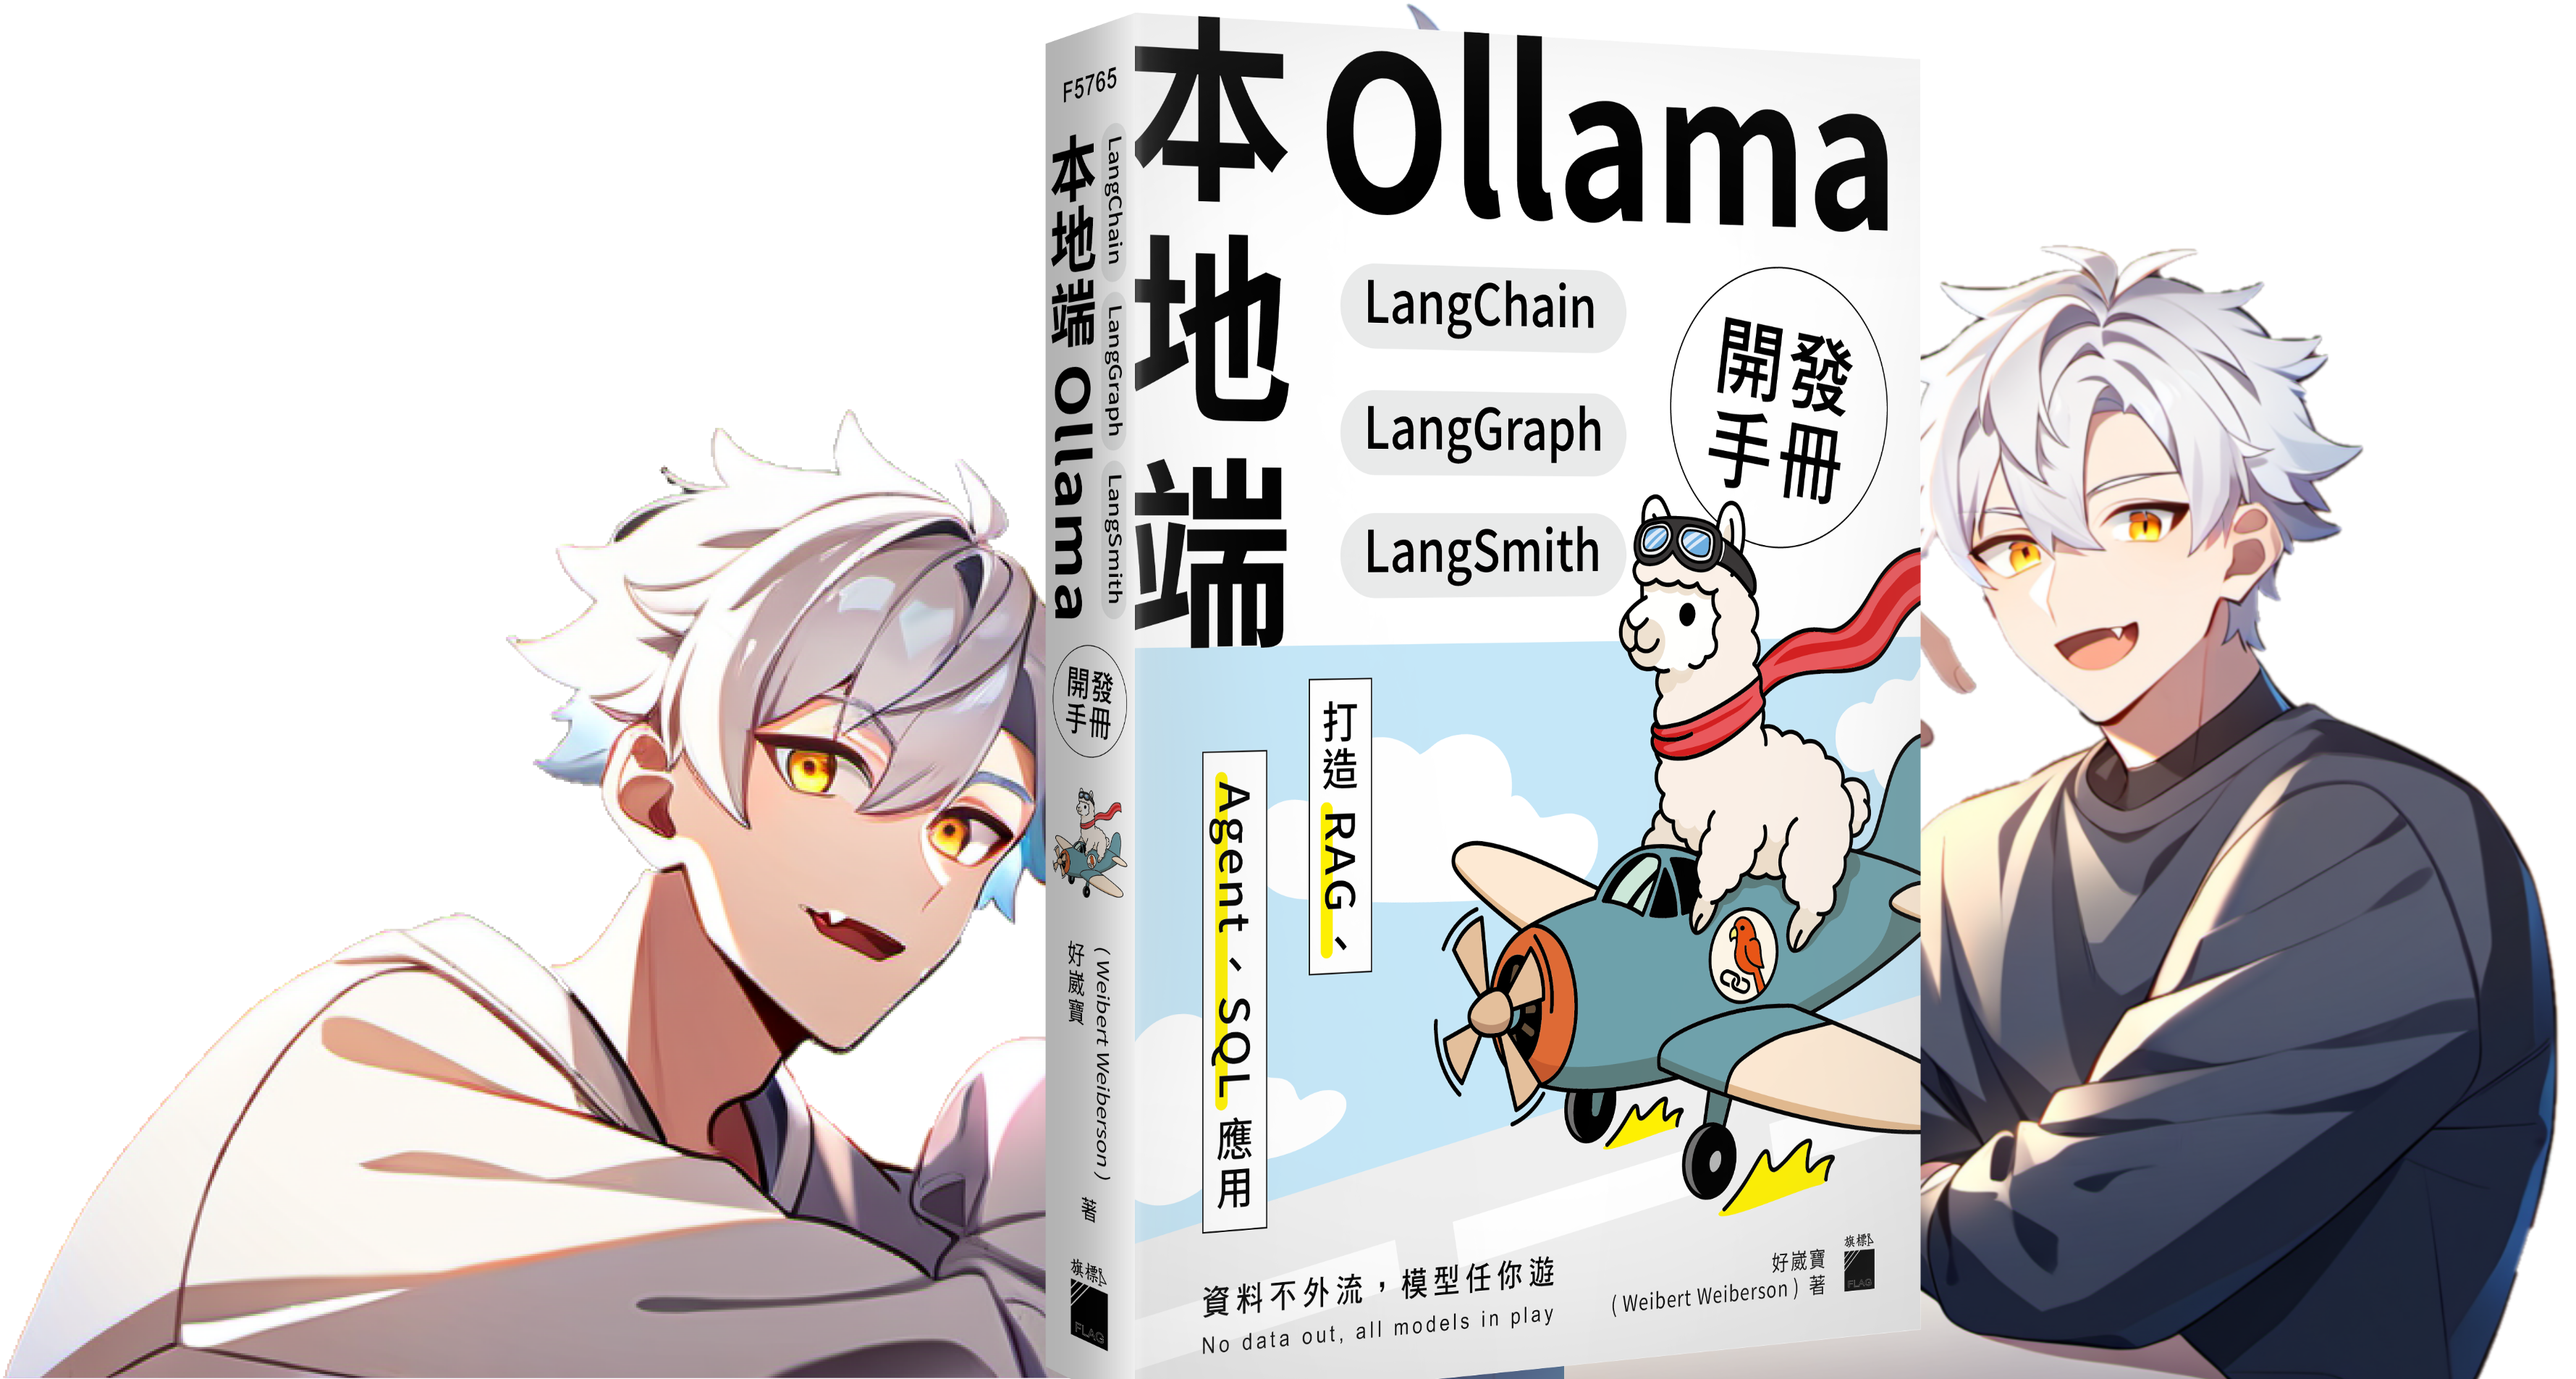 F5765
本地端 Ollama
LangChain
LangGraph
LangSmith
開發
手冊
好崴寶
(Weibert Weiberson)
著
旗標
FLAG
本地端
Ollama
LangChain
LangGraph
LangSmith
開發
手冊
打造 RAG、
Agent、SQL 應用
資料不外流，模型任你遊
No data out, all models in play
好崴寶
(Weibert Weiberson) 著
旗標
FLAG